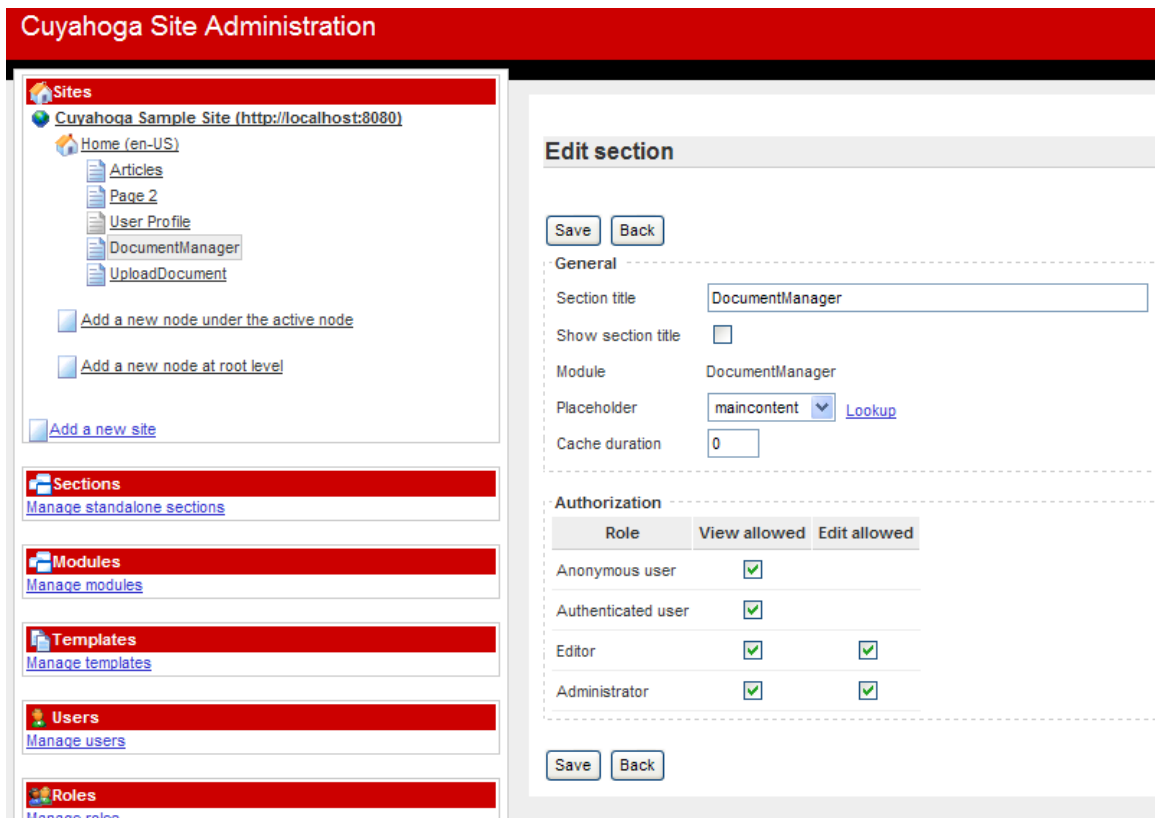 Cuyahoga Site Administration
Sites
Cuyahoga Sample Site (http://localhost:8080)
Home (en-US)
Articles
Page 2
User Profile
DocumentManager
UploadDocument
Add a new node under the active node
Add a new node at root level
Add a new site
Sections
Manage standalone sections
Modules
Manage modules
Templates
Manage templates
Users
Manage users
Roles
Manage roles
Edit section
Save Back
General
Section title DocumentManager
Show section title
Module DocumentManager
Placeholder maincontent Lookup
Cache duration 0
Authorization
Role View allowed Edit allowed
Anonymous user
Authenticated user
Editor
Administrator
Save Back